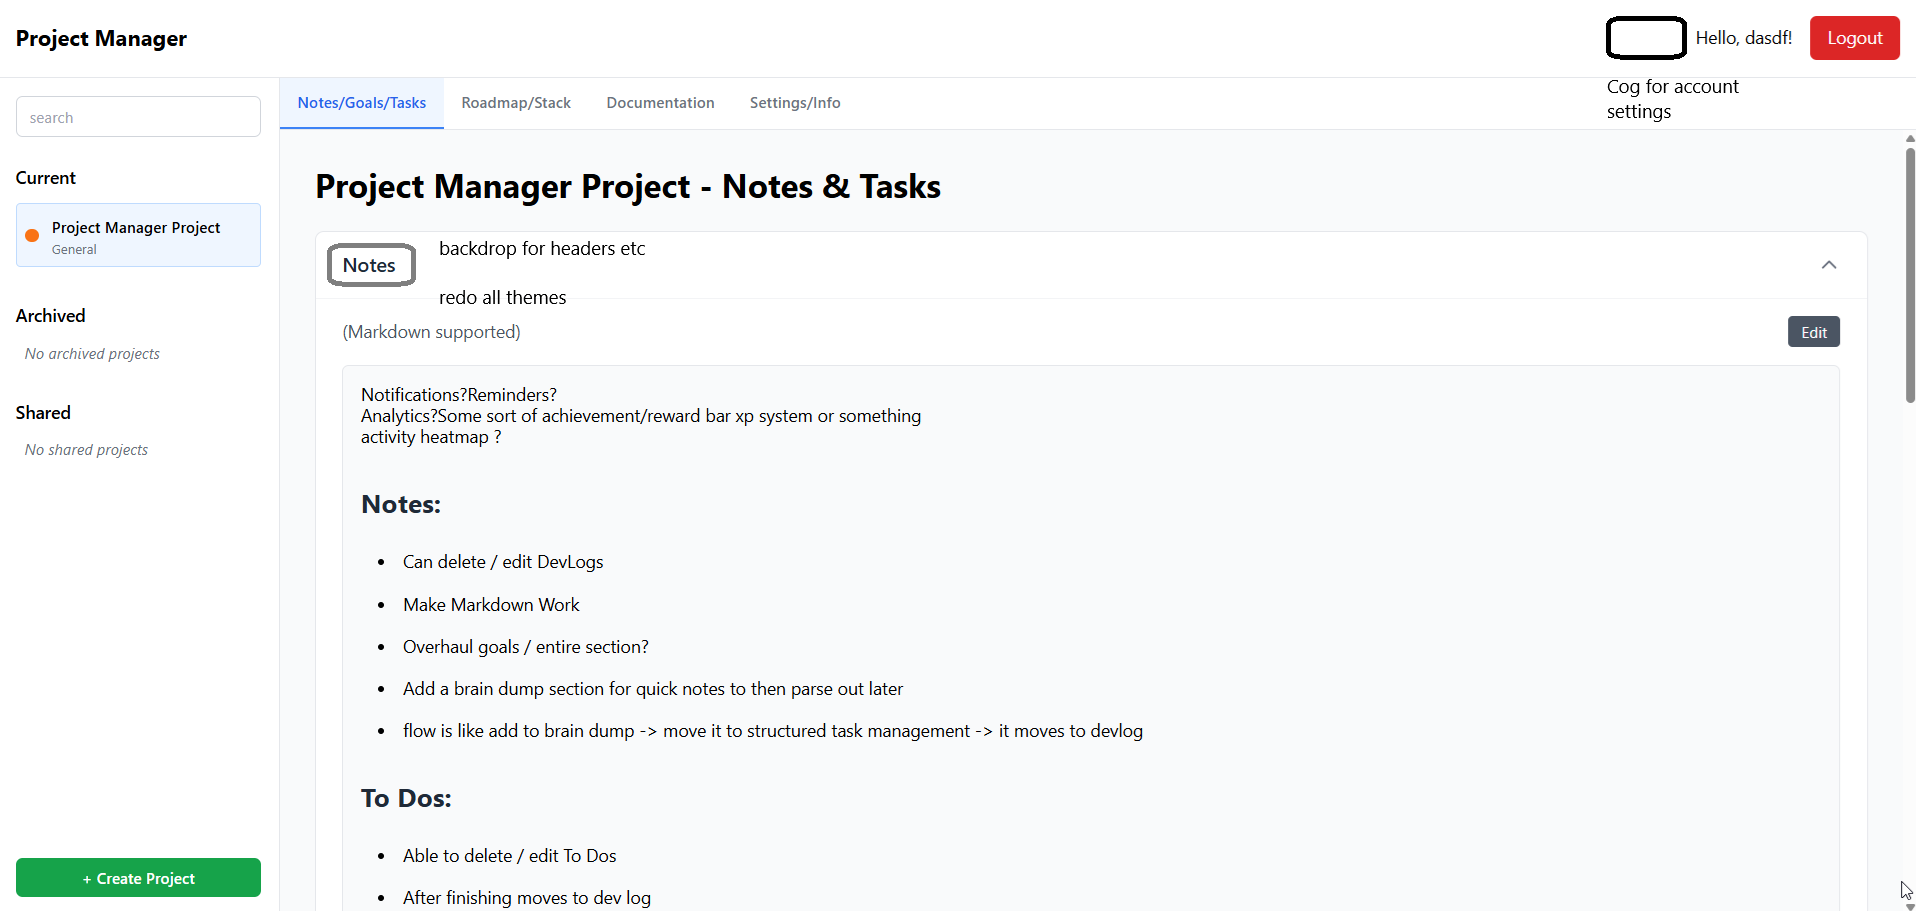 Project Manager
Hello, dasdf!
Logout
Cog for account
settings
search
Notes/Goals/Tasks
Roadmap/Stack
Documentation
Settings/Info
Current
Project Manager Project
General
Archived
No archived projects
Shared
No shared projects
+ Create Project
Project Manager Project - Notes & Tasks
Notes
backdrop for headers etc
redo all themes
(Markdown supported)
Edit
Notifications?Reminders?
Analytics?Some sort of achievement/reward bar xp system or something
activity heatmap ?
Notes:
Can delete / edit DevLogs
Make Markdown Work
Overhaul goals / entire section?
Add a brain dump section for quick notes to then parse out later
flow is like add to brain dump -> move it to structured task management -> it moves to devlog
To Dos:
Able to delete / edit To Dos
After finishing moves to dev log